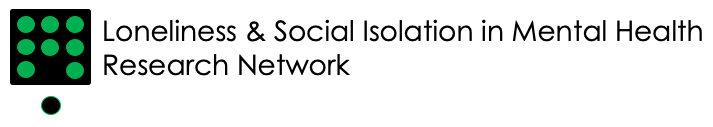 Loneliness & Social Isolation in Mental Health
Research Network